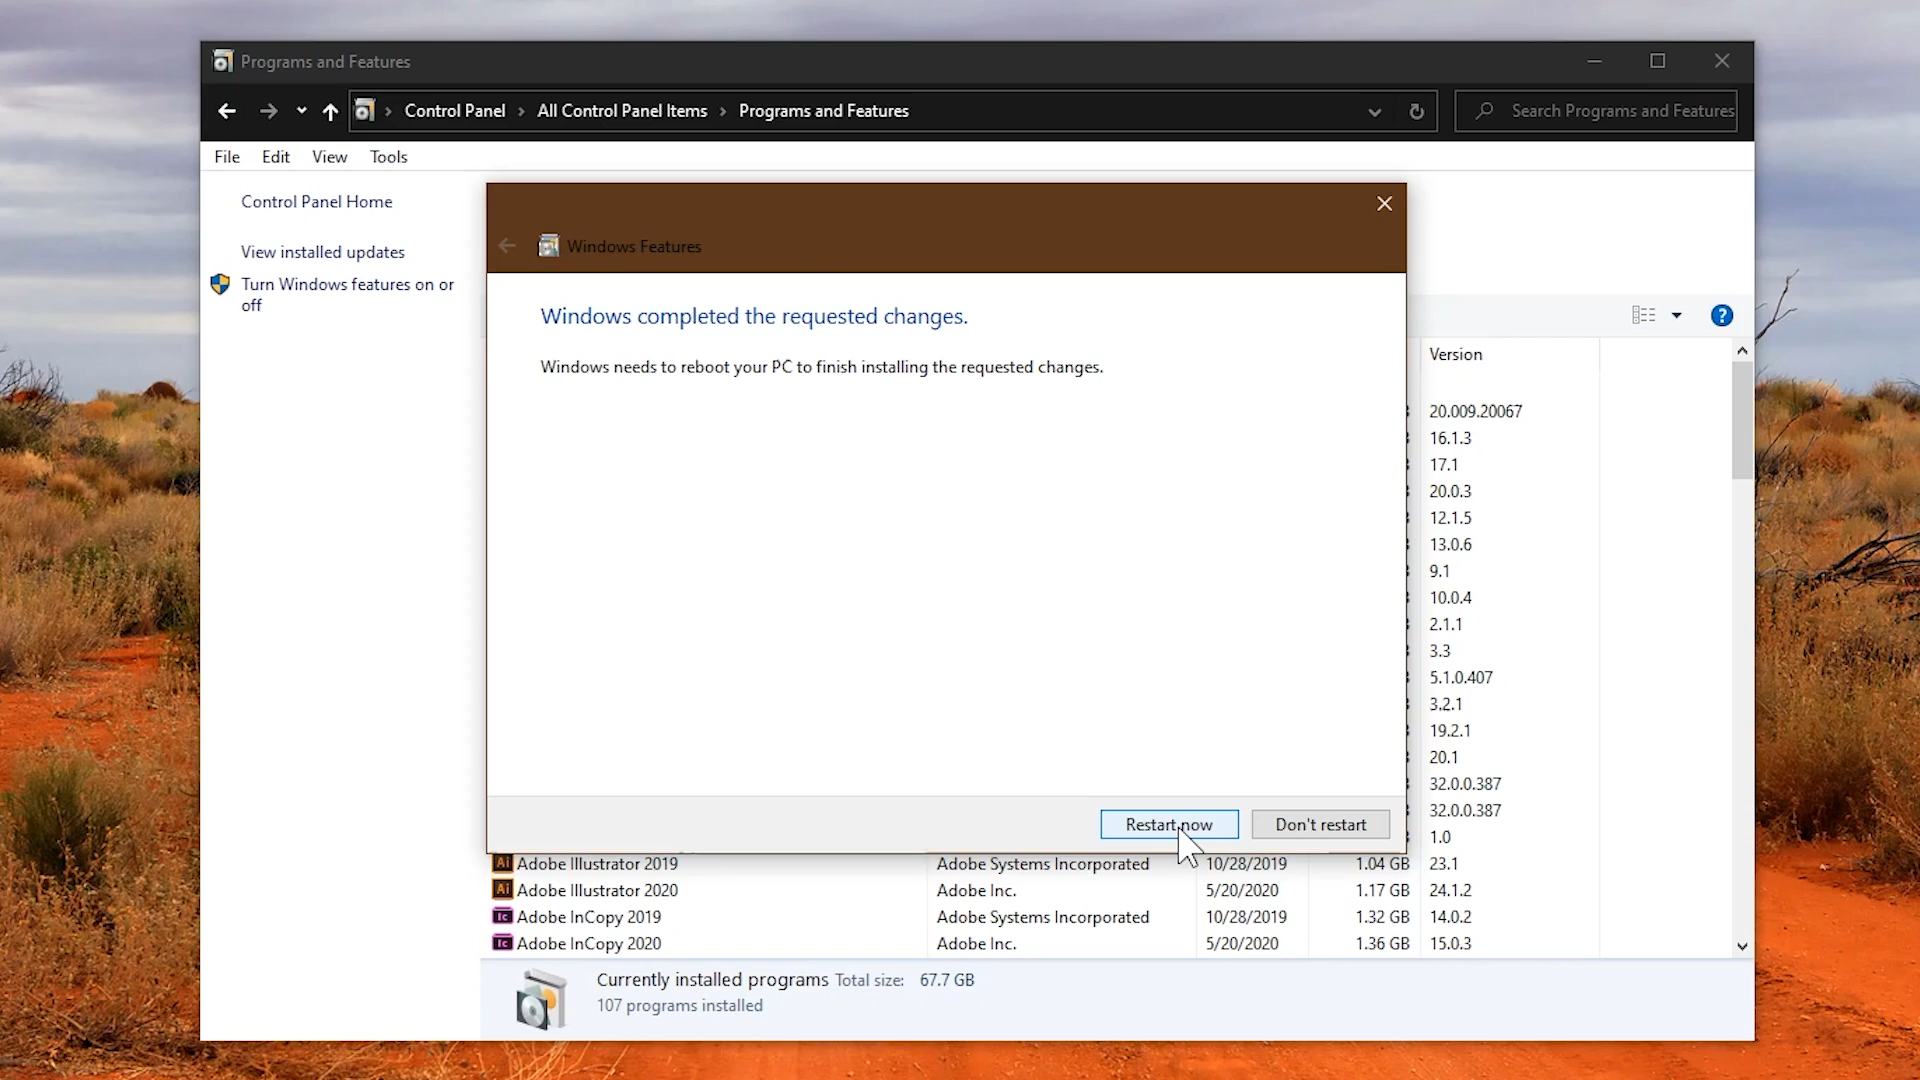 Programs and Features
Control Panel All Control Panel Items Programs and Features
Search Programs and Features
File Edit View Tools
Control Panel Home
View installed updates
Turn Windows features on or
off
Windows Features
Windows completed the requested changes.
Windows needs to reboot your PC to finish installing the requested changes.
Restart now Don't restart
?
Version
20.009.20067
16.1.3
17.1
20.0.3
12.1.5
13.0.6
9.1
10.0.4
2.1.1
3.3
5.1.0.407
3.2.1
19.2.1
20.1
32.0.0.387
32.0.0.387
1.0
Ai Adobe Illustrator 2019 Adobe Systems Incorporated 10/28/2019 1.04 GB 23.1
Ai Adobe Illustrator 2020 Adobe Inc. 5/20/2020 1.17 GB 24.1.2
Ic Adobe InCopy 2019 Adobe Systems Incorporated 10/28/2019 1.32 GB 14.0.2
Ic Adobe InCopy 2020 Adobe Inc. 5/20/2020 1.36 GB 15.0.3
Currently installed programs Total size: 67.7 GB
107 programs installed